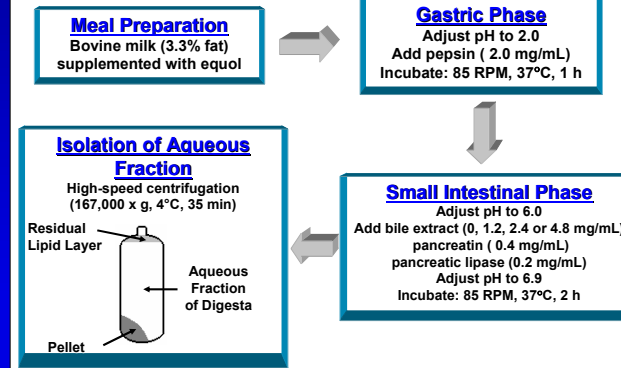 Meal Preparation
Bovine milk (3.3% fat)
supplemented with equol
Gastric Phase
Adjust pH to 2.0
Add pepsin ( 2.0 mg/mL)
Incubate: 85 RPM, 37°C, 1 h
Small Intestinal Phase
Adjust pH to 6.0
Add bile extract (0, 1.2, 2.4 or 4.8 mg/mL)
pancreatin ( 0.4 mg/mL)
pancreatic lipase (0.2 mg/mL)
Adjust pH to 6.9
Incubate: 85 RPM, 37°C, 2 h
Isolation of Aqueous
Fraction
High-speed centrifugation
(167,000 x g, 4°C, 35 min)
Residual
Lipid Layer
Aqueous
Fraction
of Digesta
Pellet